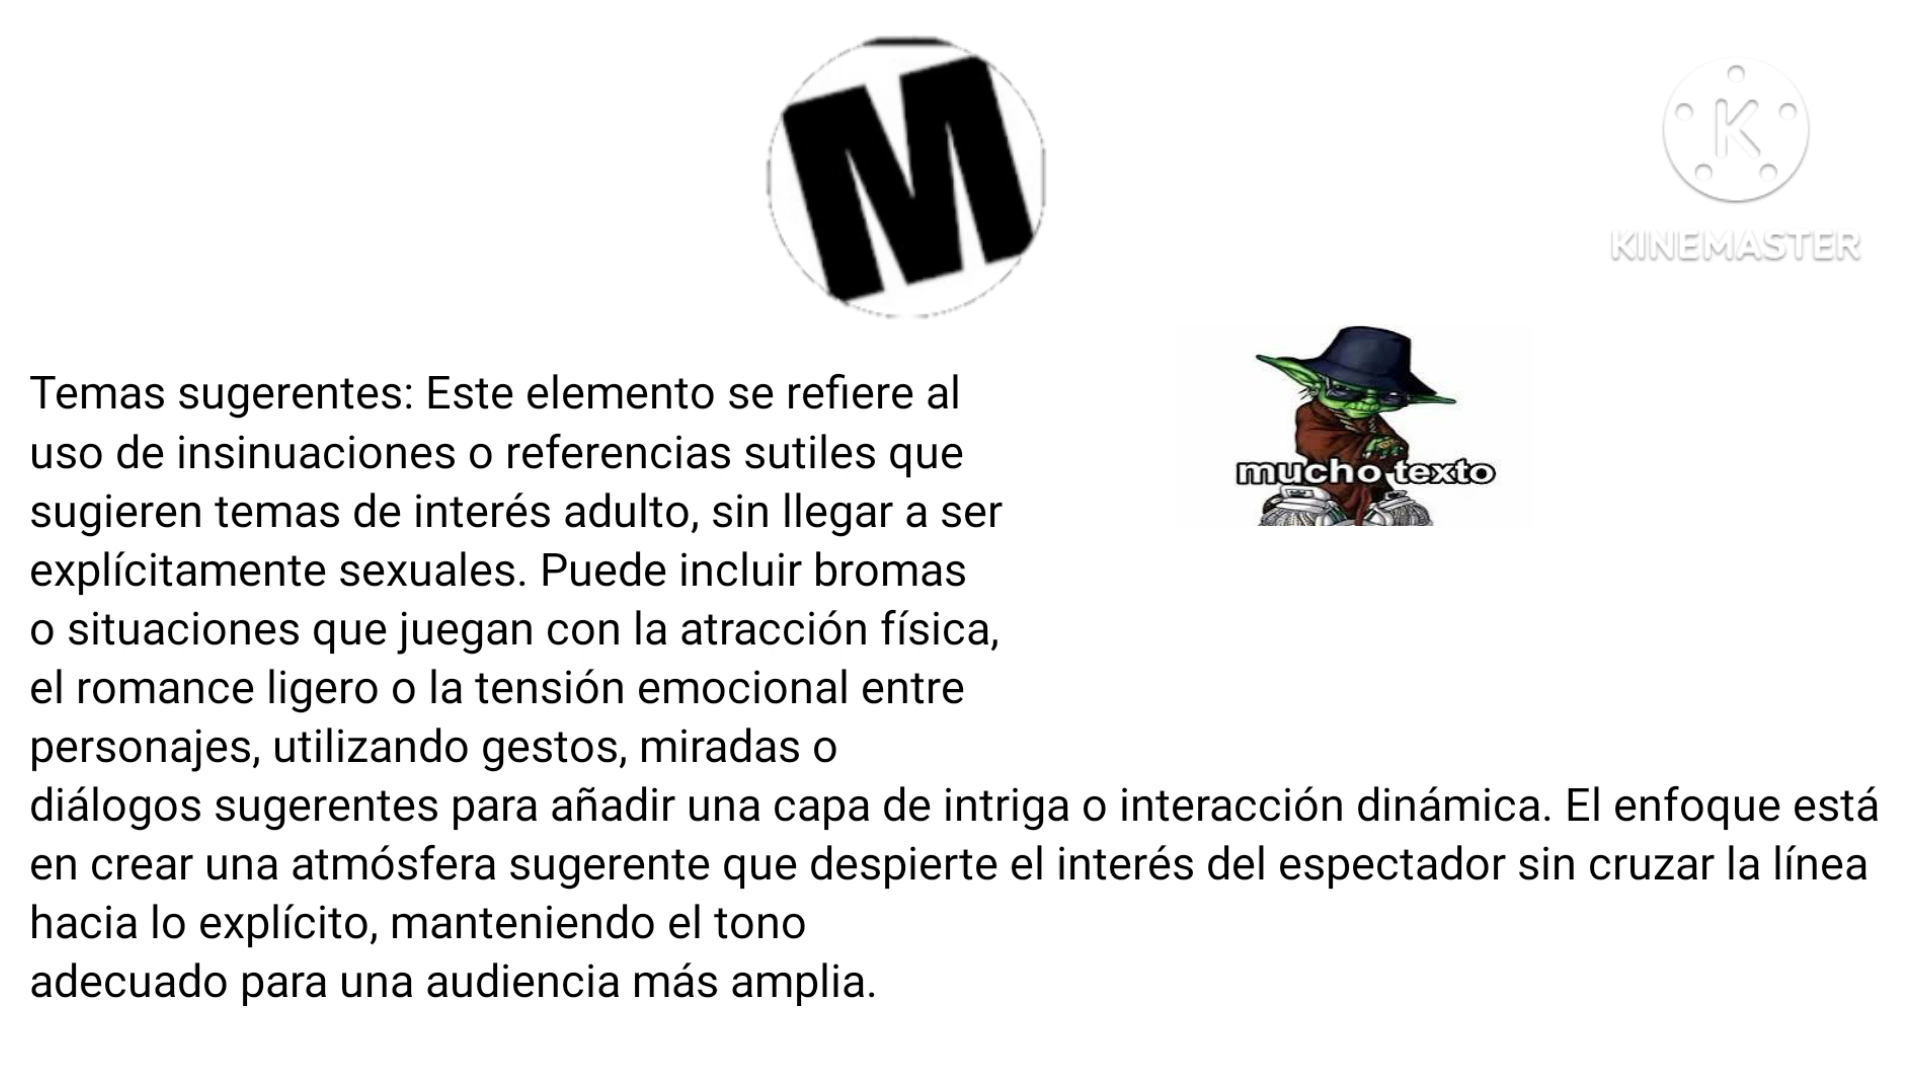 M
K
KINEMASTER
mucho texto
Temas sugerentes: Este elemento se refiere al
uso de insinuaciones o referencias sutiles que
sugieren temas de interés adulto, sin llegar a ser
explícitamente sexuales. Puede incluir bromas
o situaciones que juegan con la atracción física,
el romance ligero o la tensión emocional entre
personajes, utilizando gestos, miradas o
diálogos sugerentes para añadir una capa de intriga o interacción dinámica. El enfoque está
en crear una atmósfera sugerente que despierte el interés del espectador sin cruzar la línea
hacia lo explícito, manteniendo el tono
adecuado para una audiencia más amplia.